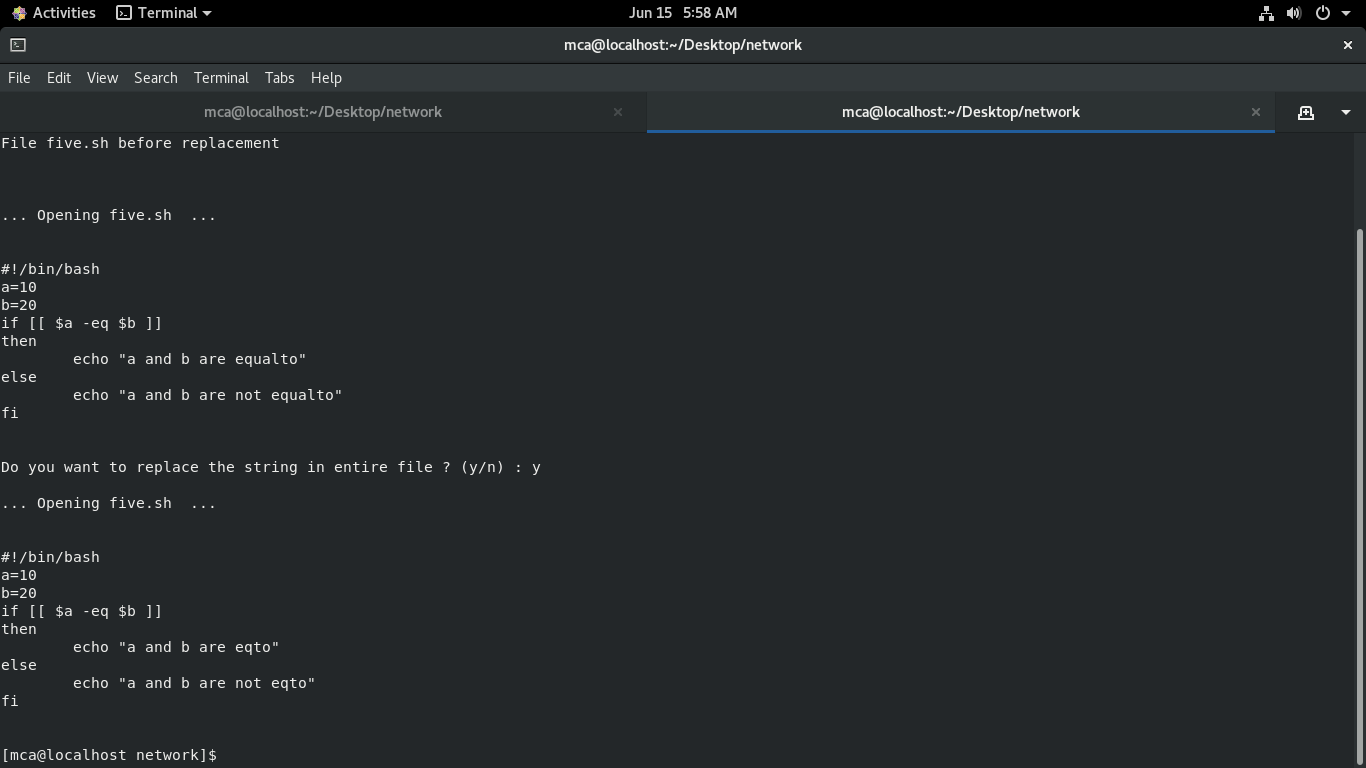 Activities Terminal Jun 15 5:58 AM
mca@localhost:~/Desktop/network
File Edit View Search Terminal Tabs Help
mca@localhost:~/Desktop/network mca@localhost:~/Desktop/network
File five.sh before replacement
... Opening five.sh  ...
#!/bin/bash
a=10
b=20
if [[ $a -eq $b ]]
then
        echo "a and b are equalto"
else
        echo "a and b are not equalto"
fi
Do you want to replace the string in entire file ? (y/n) : y
... Opening five.sh  ...
#!/bin/bash
a=10
b=20
if [[ $a -eq $b ]]
then
        echo "a and b are eqto"
else
        echo "a and b are not eqto"
fi
[mca@localhost network]$